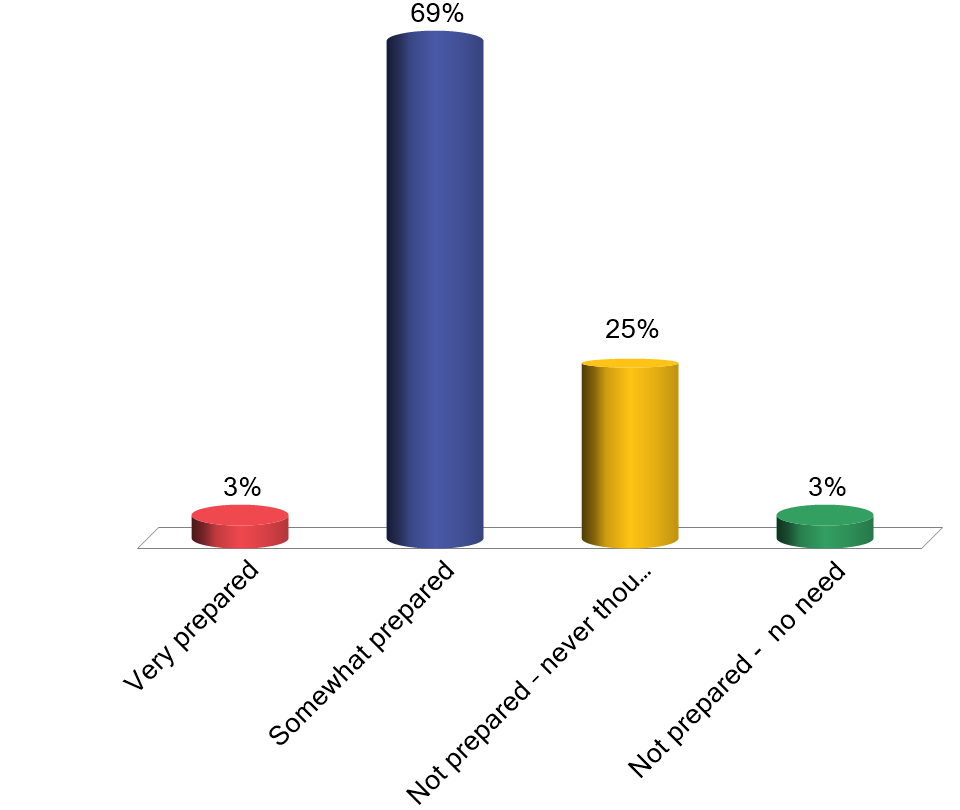 69%
25%
3%
3%
Very prepared
Somewhat prepared
Not prepared - never thou...
Not prepared -  no need